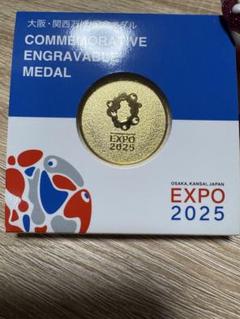 大阪・関西万博記念メダル
COMMEMORATIVE
ENGRAVABLE
MEDAL
EXPO
2025
OSAKA, KANSAI, JAPAN
EXPO
2025